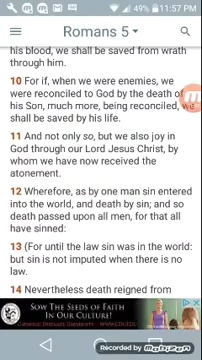 49% 11:57 PM
Romans 5
his blood, we shall be saved from wrath
through him.
10 For if, when we were enemies, we
were reconciled to God by the death of
his Son, much more, being reconciled, we
shall be saved by his life.
11 And not only so, but we also joy in
God through our Lord Jesus Christ, by
whom we have now received the
atonement.
12 Wherefore, as by one man sin entered
into the world, and death by sin; and so
death passed upon all men, for that all
have sinned:
13 (For until the law sin was in the world:
but sin is not imputed when there is no
law.
14 Nevertheless death reigned from
Sow The Seeds of Faith
In Our Culture!
RECORDED BY